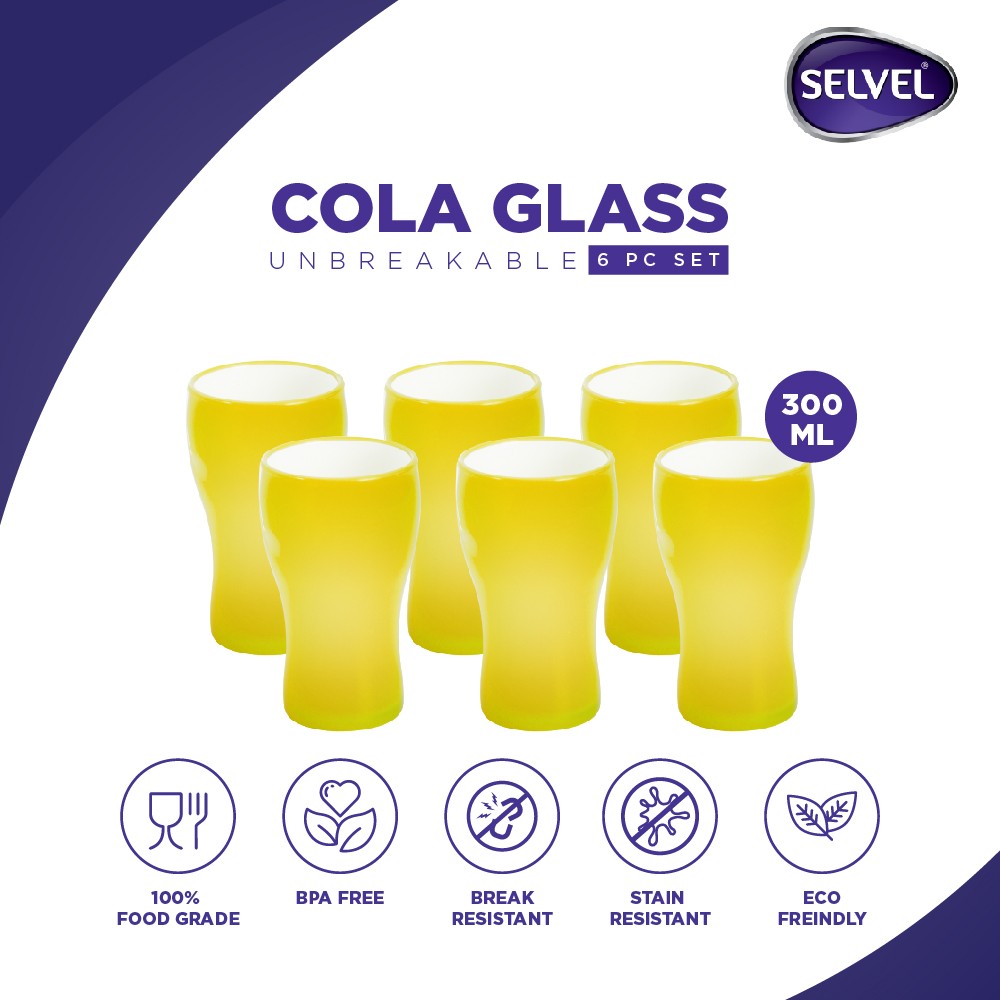 SELVEL®
COLA GLASS
UNBREAKABLE 6 PC SET
300
ML
100%
FOOD GRADE
BPA FREE
BREAK
RESISTANT
STAIN
RESISTANT
ECO
FREINDLY